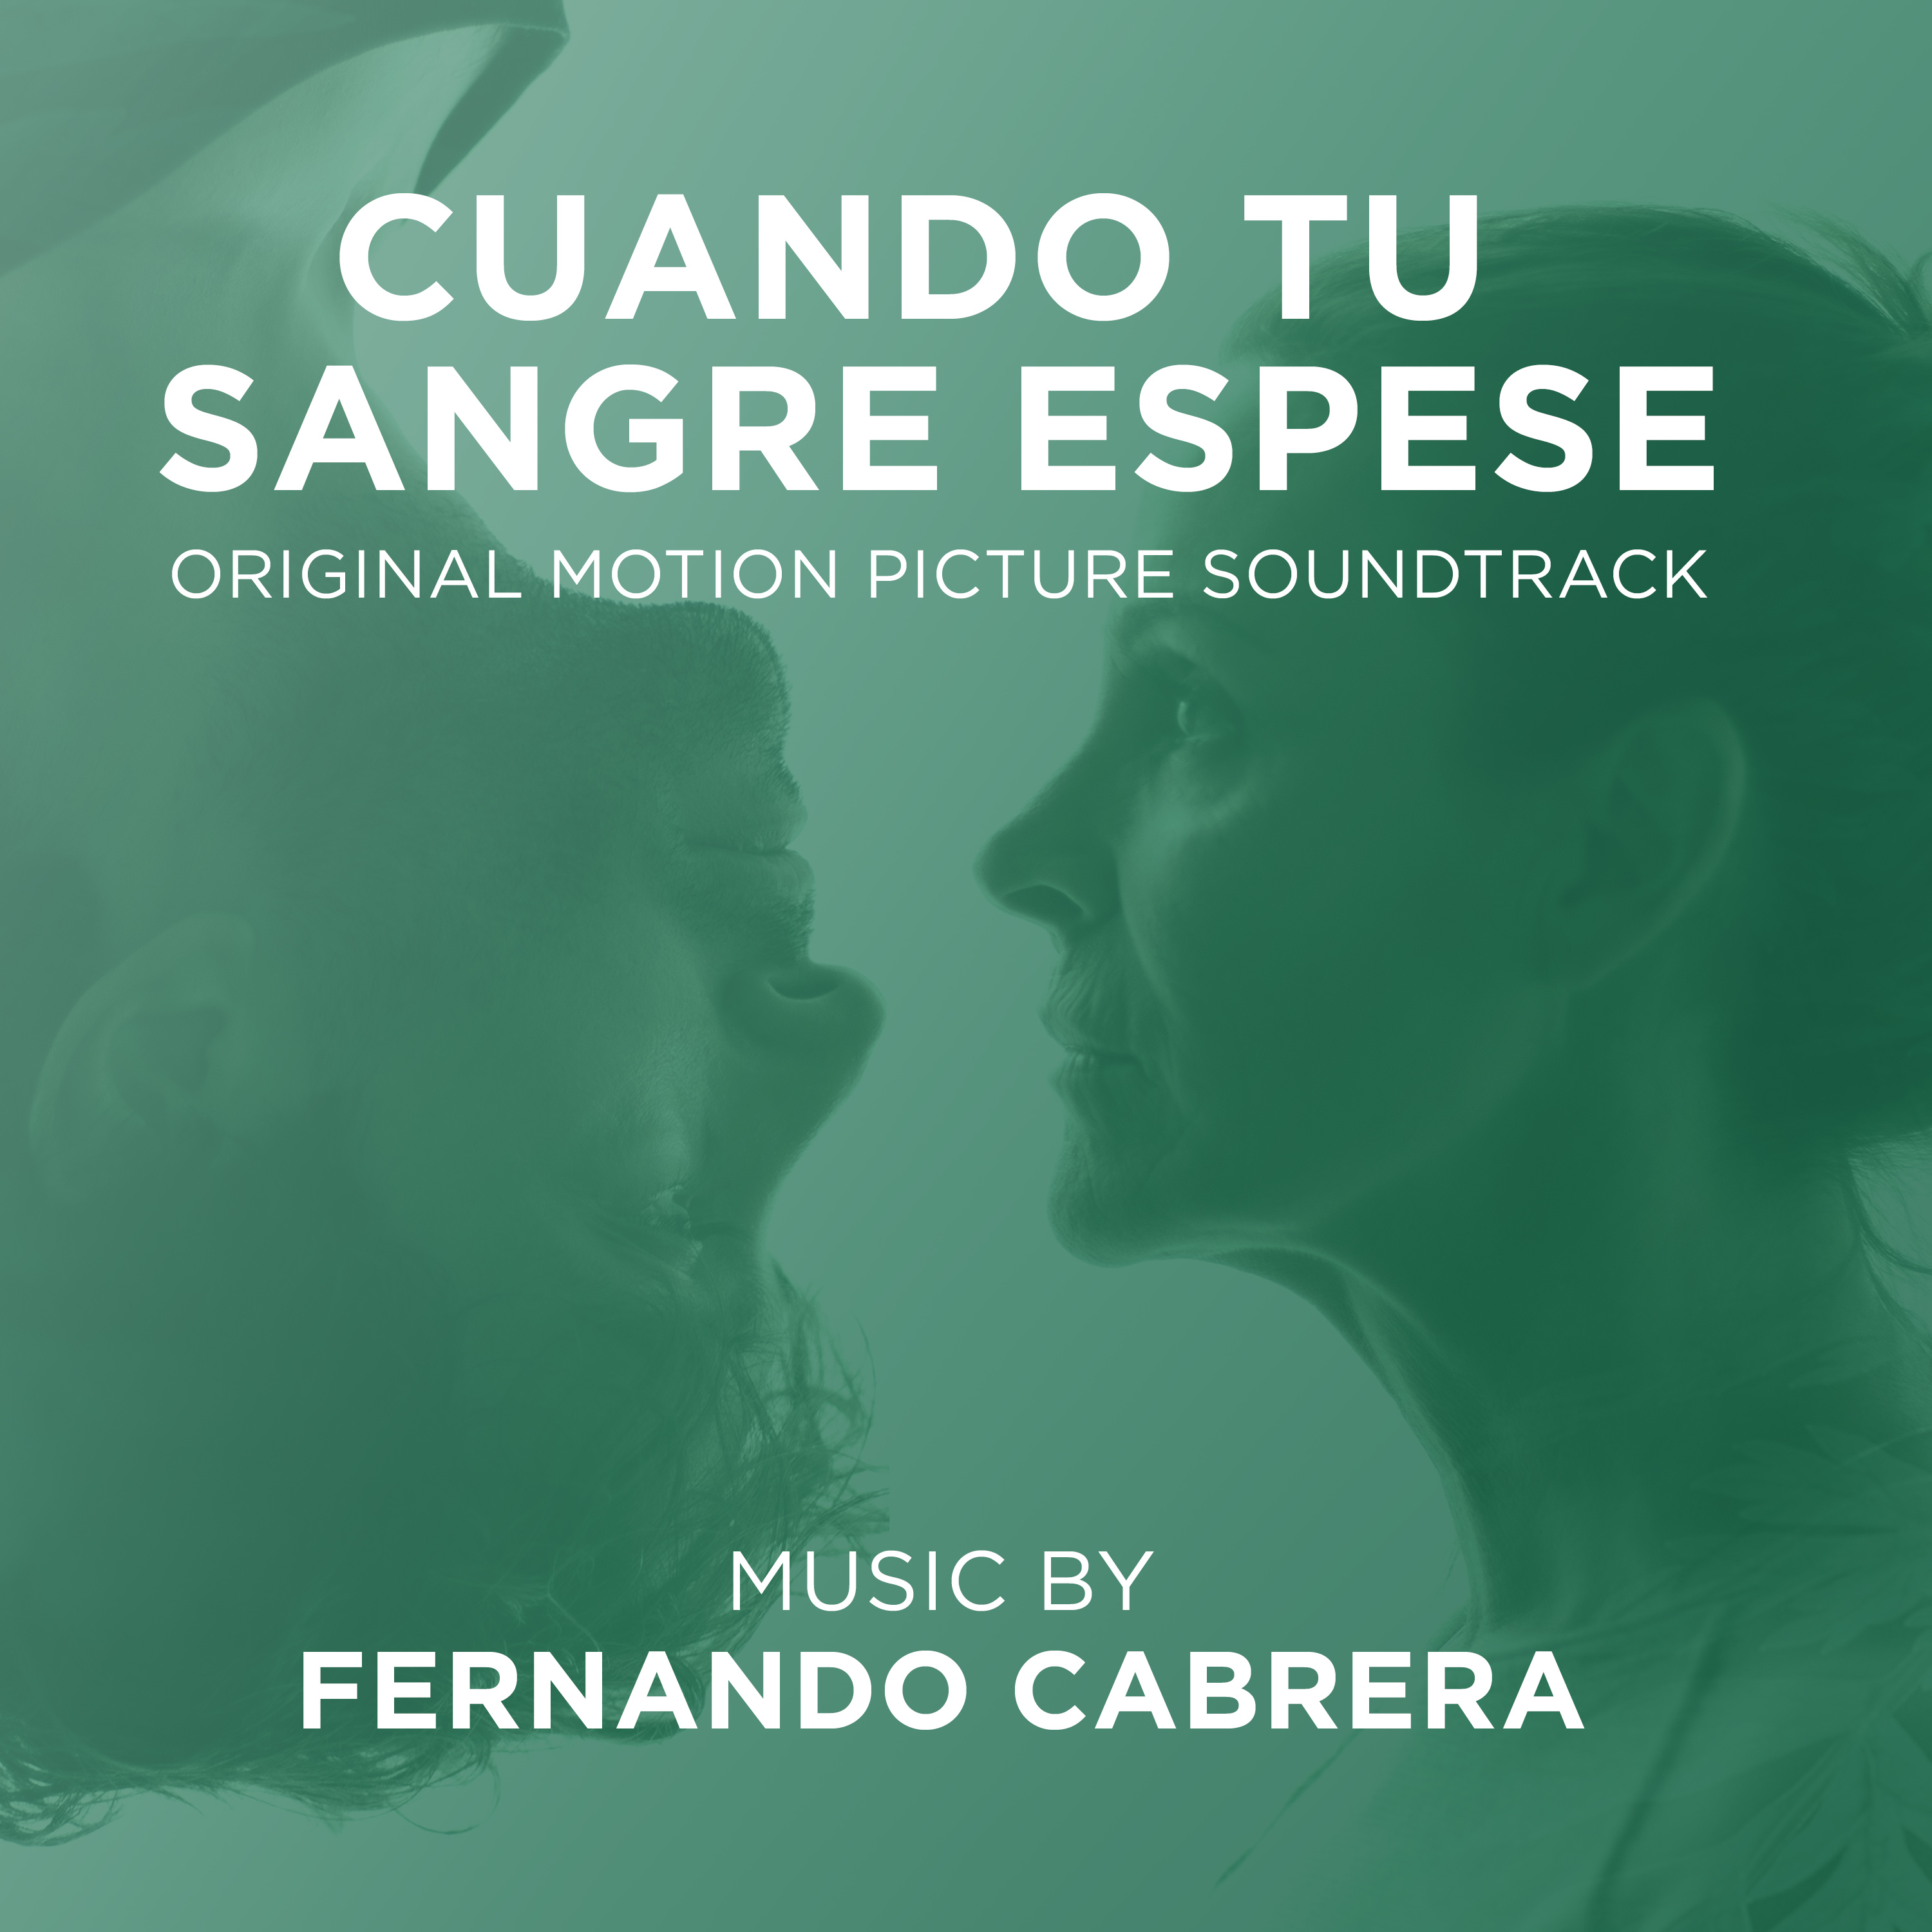 CUANDO TU
SANGRE ESPESE
ORIGINAL MOTION PICTURE SOUNDTRACK
MUSIC BY
FERNANDO CABRERA